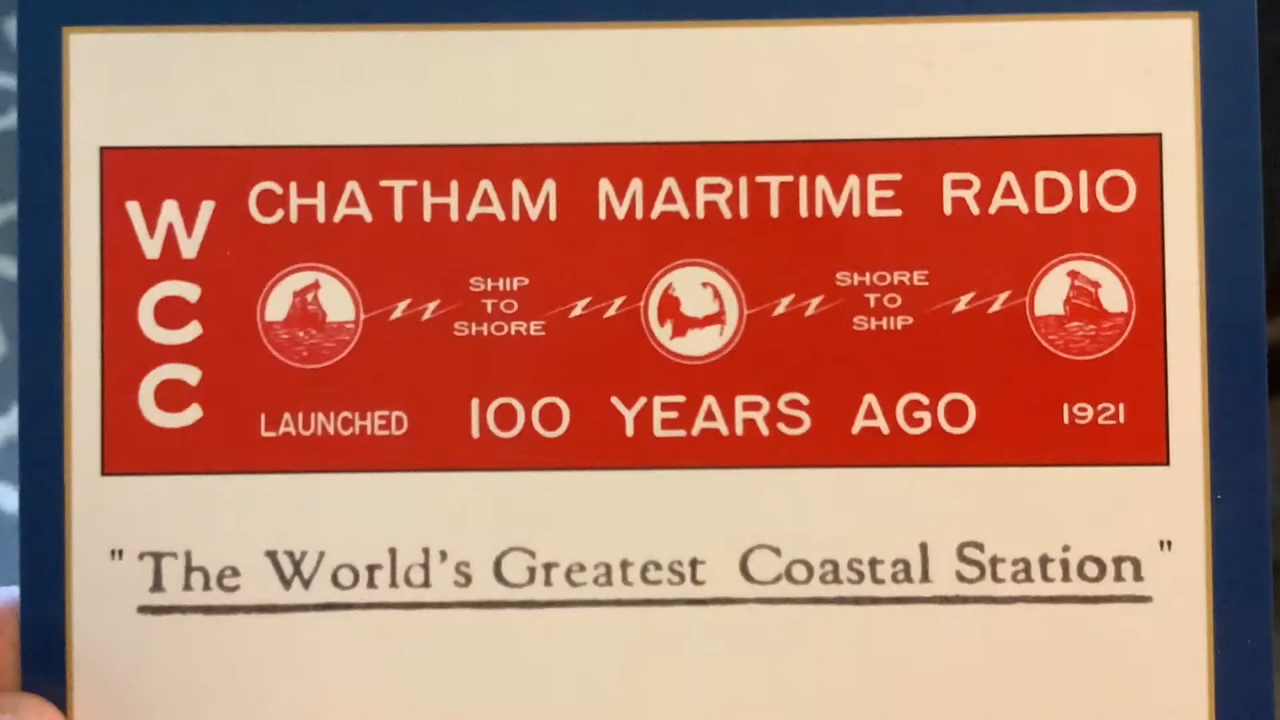 WCC
CHATHAM MARITIME RADIO
SHIP
TO
SHORE
SHORE
TO
SHIP
LAUNCHED 100 YEARS AGO 1921
"The World's Greatest Coastal Station"